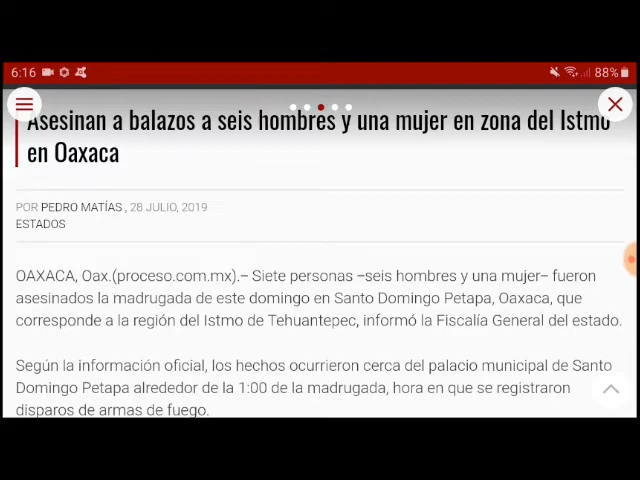 6:16
88%
Asesinan a balazos a seis hombres y una mujer en zona del Istmo
en Oaxaca
POR PEDRO MATÍAS , 28 JULIO, 2019
ESTADOS
OAXACA, Oax.(proceso.com.mx).– Siete personas –seis hombres y una mujer– fueron
asesinados la madrugada de este domingo en Santo Domingo Petapa, Oaxaca, que
corresponde a la región del Istmo de Tehuantepec, informó la Fiscalía General del estado.
Según la información oficial, los hechos ocurrieron cerca del palacio municipal de Santo
Domingo Petapa alrededor de la 1:00 de la madrugada, hora en que se registraron
disparos de armas de fuego.